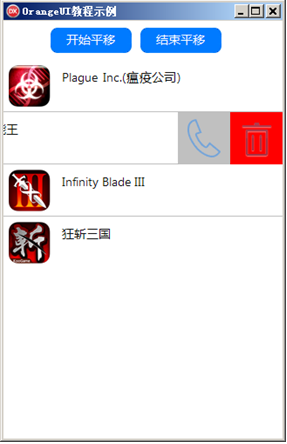 OrangeUI教程示例
开始平移 结束平移
Plague Inc.(瘟疫公司)
王
Infinity Blade III
狂斩三国